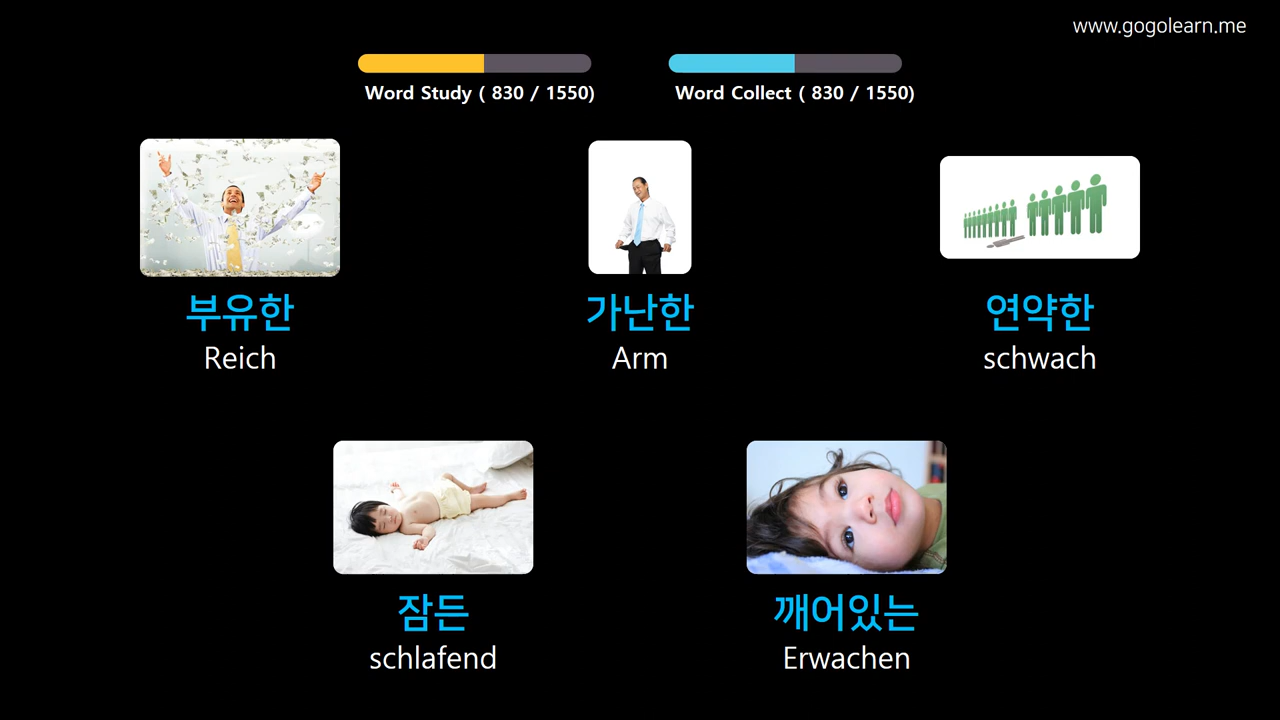 www.gogolearn.me
Word Study ( 830 / 1550)
Word Collect ( 830 / 1550)
부유한
Reich
가난한
Arm
연약한
schwach
잠든
schlafend
깨어있는
Erwachen